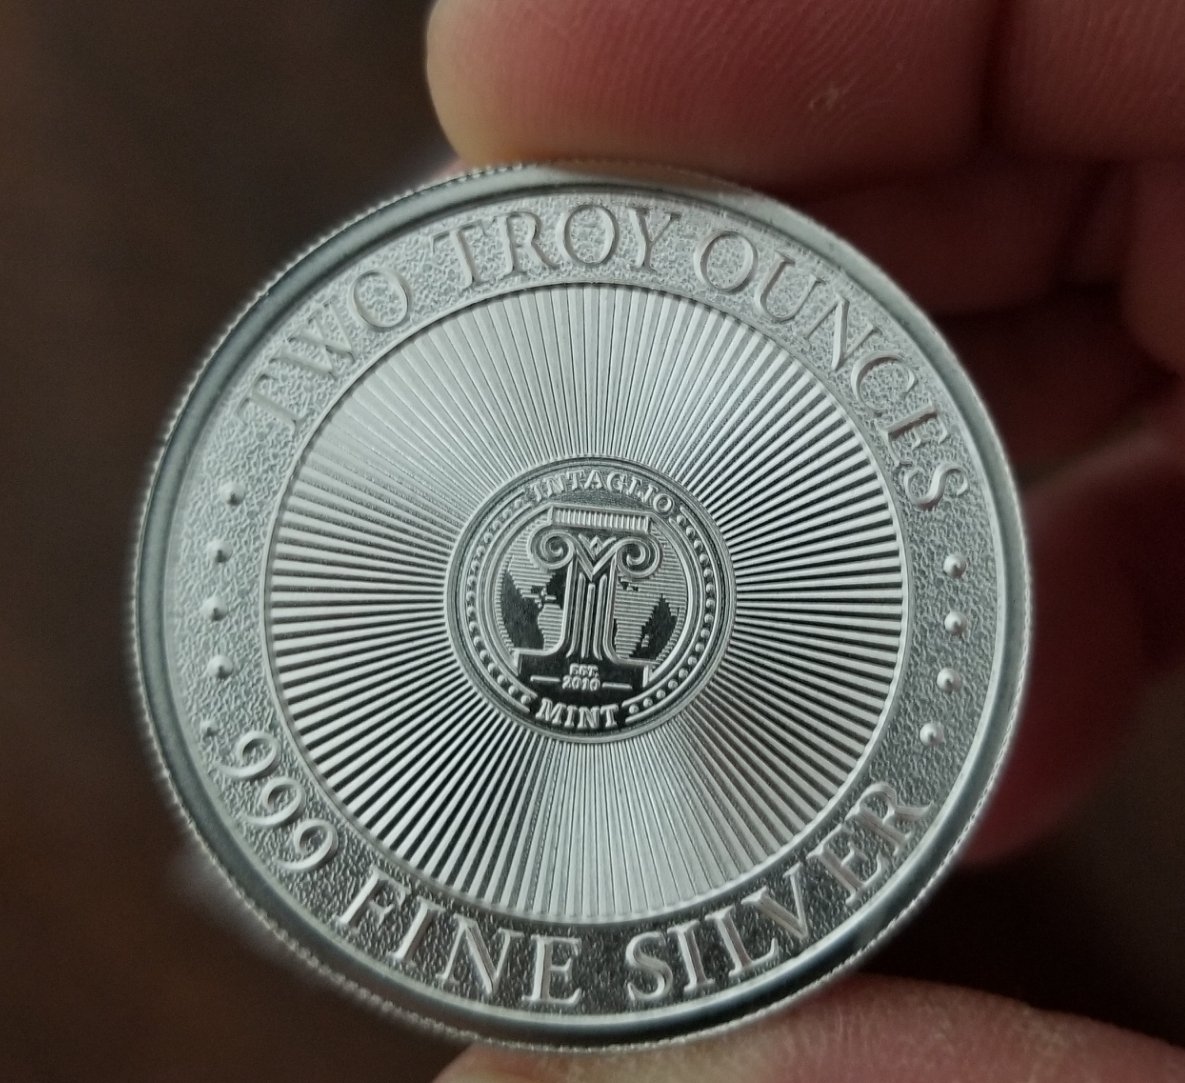 TWO TROY OUNCES
.999 FINE SILVER
INTAGLIO
EST.
2010
MINT